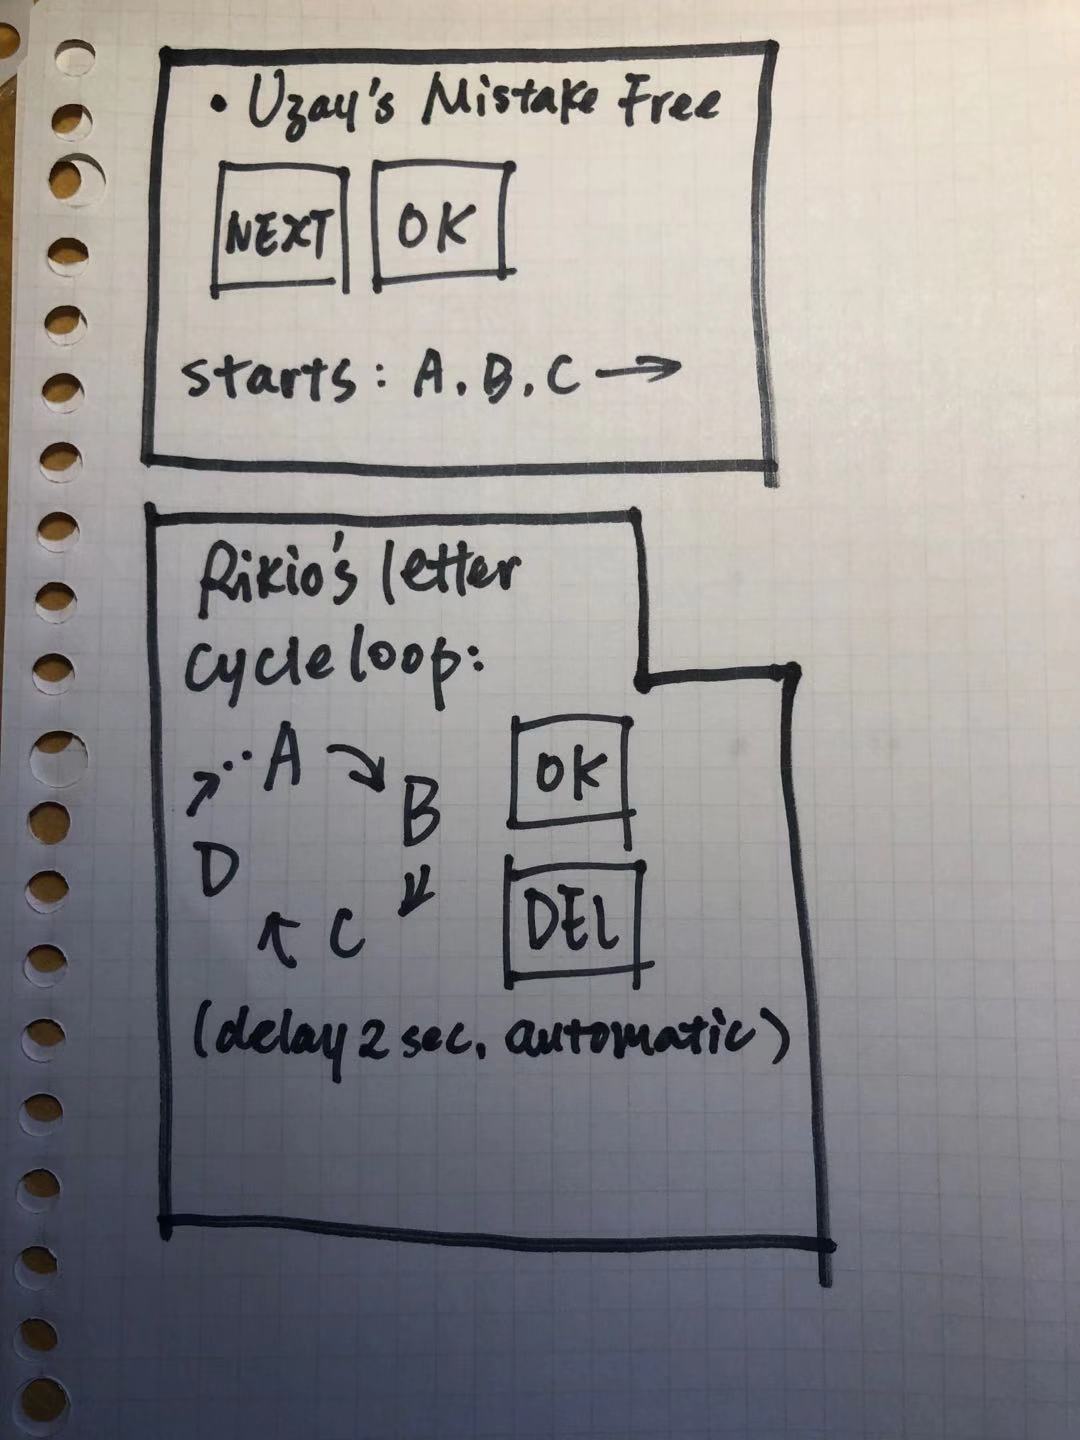 • Uzay's Mistake Free
NEXT OK
starts: A. B. C →
Rikio's letter
cycle loop:
A
B
OK
D
C
DEL
(delay 2 sec. automatic)